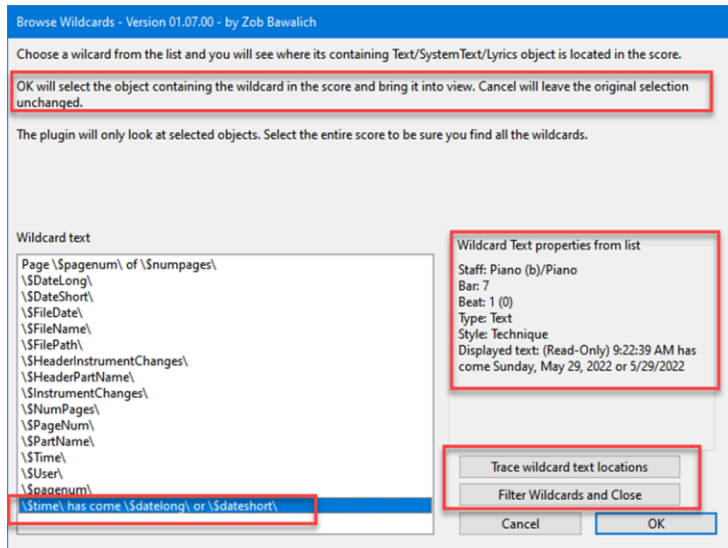 Browse Wildcards - Version 01.07.00 - by Zob Bawalich
Choose a wilcard from the list and you will see where its containing Text/SystemText/Lyrics object is located in the score.
OK will select the object containing the wildcard in the score and bring it into view. Cancel will leave the original selection
unchanged.
The plugin will only look at selected objects. Select the entire score to be sure you find all the wildcards.
Wildcard text
Page \$pagenum\ of \$numpages\
\$DateLong\
\$DateShort\
\$FileDate\
\$FileName\
\$FilePath\
\$HeaderInstrumentChanges\
\$HeaderPartName\
\$InstrumentChanges\
\$NumPages\
\$PageNum\
\$PartName\
\$Time\
\$User\
\$pagenum\
\$time\ has come \$datelong\ or \$dateshort\
Wildcard Text properties from list
Staff: Piano (b)/Piano
Bar: 7
Beat: 1 (0)
Type: Text
Style: Technique
Displayed text: (Read-Only) 9:22:39 AM has
come Sunday, May 29, 2022 or 5/29/2022
Trace wildcard text locations
Filter Wildcards and Close
Cancel
OK